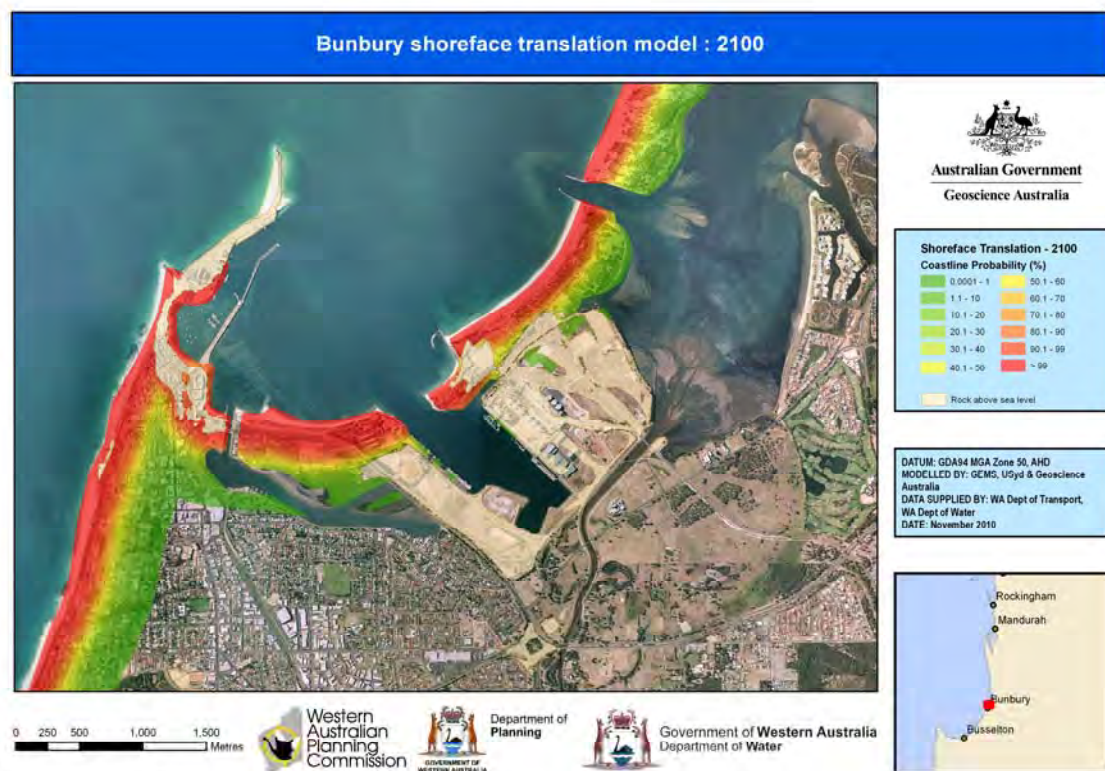 Bunbury shoreface translation model : 2100
Australian Government
Geoscience Australia
Shoreface Translation - 2100
Coastline Probability (%)
0.0001 - 1
1.1 - 10
10.1 - 20
20.1 - 30
30.1 - 40
40.1 - 50
50.1 - 60
60.1 - 70
70.1 - 80
80.1 - 90
90.1 - 99
> 99
Rock above sea level
DATUM: GDA94 MGA Zone 50, AHD
MODELLED BY: GEMS, USyd & Geoscience
Australia
DATA SUPPLIED BY: WA Dept of Transport,
WA Dept of Water
DATE: November 2010
Rockingham
Mandurah
Bunbury
Busselton
0 250 500 1,000 1,500
Metres
Western
Australian
Planning
Commission
GOVERNMENT OF
WESTERN AUSTRALIA
Department of
Planning
Government of Western Australia
Department of Water